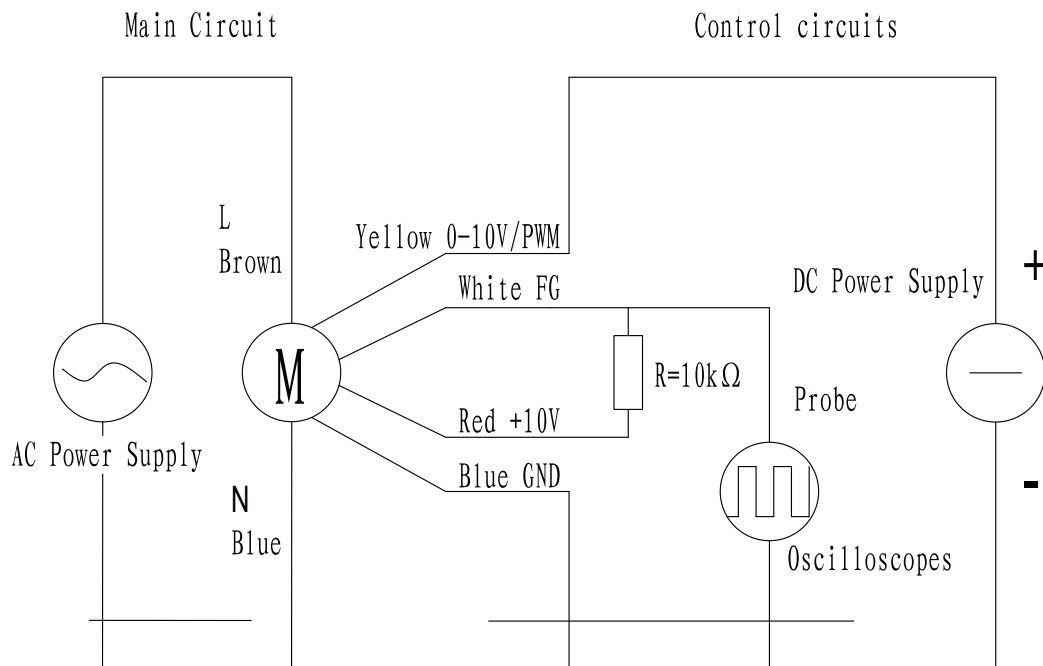 Main Circuit
Control circuits
L
Brown
Yellow 0-10V/PWM
White FG
DC Power Supply
+
M
R=10kΩ
Probe
Red +10V
AC Power Supply
Blue GND
-
N
Blue
Oscilloscopes